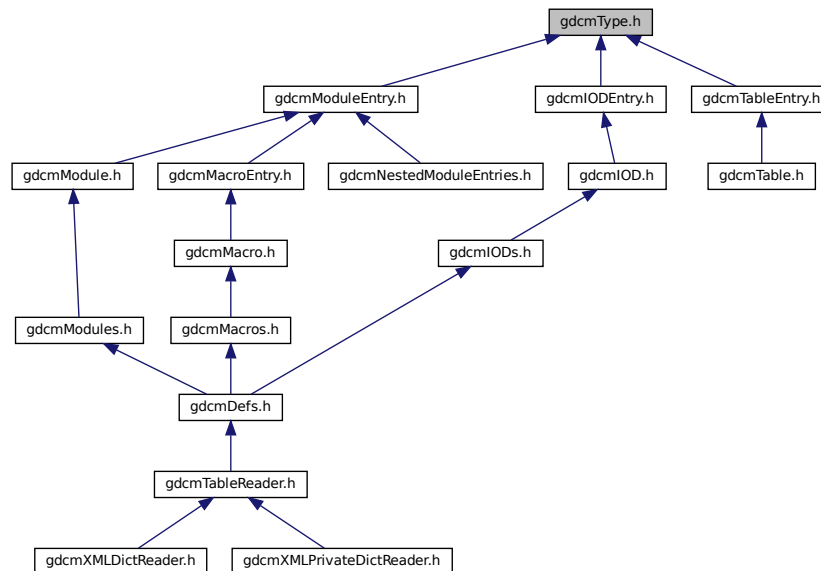 gdcmType.h
gdcmModuleEntry.h
gdcmIODEntry.h
gdcmTableEntry.h
gdcmModule.h
gdcmMacroEntry.h
gdcmNestedModuleEntries.h
gdcmIOD.h
gdcmTable.h
gdcmMacro.h
gdcmIODs.h
gdcmModules.h
gdcmMacros.h
gdcmDefs.h
gdcmTableReader.h
gdcmXMLDictReader.h
gdcmXMLPrivateDictReader.h